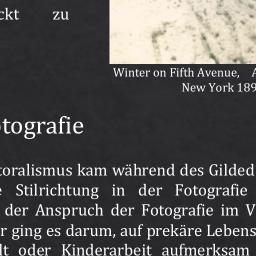 ckt zu
Winter on Fifth Avenue,
New York 189
tografie
toralismus kam während des Gilded
Stilrichtung in der Fotografie
der Anspruch der Fotografie im V
r ging es darum, auf prekäre Lebens
lt oder Kinderarbeit aufmerksam